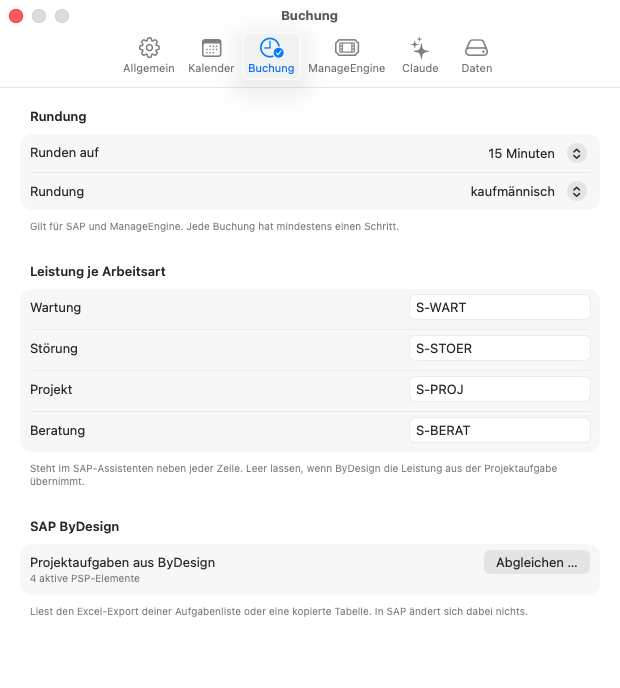 Buchung
Allgemein
Kalender
Buchung
ManageEngine
Claude
Daten
Rundung
Runden auf
15 Minuten
Rundung
kaufmännisch
Gilt für SAP und ManageEngine. Jede Buchung hat mindestens einen Schritt.
Leistung je Arbeitsart
Wartung
S-WART
Störung
S-STOER
Projekt
S-PROJ
Beratung
S-BERAT
Steht im SAP-Assistenten neben jeder Zeile. Leer lassen, wenn ByDesign die Leistung aus der Projektaufgabe
übernimmt.
SAP ByDesign
Projektaufgaben aus ByDesign
Abgleichen ...
4 aktive PSP-Elemente
Liest den Excel-Export deiner Aufgabenliste oder eine kopierte Tabelle. In SAP ändert sich dabei nichts.